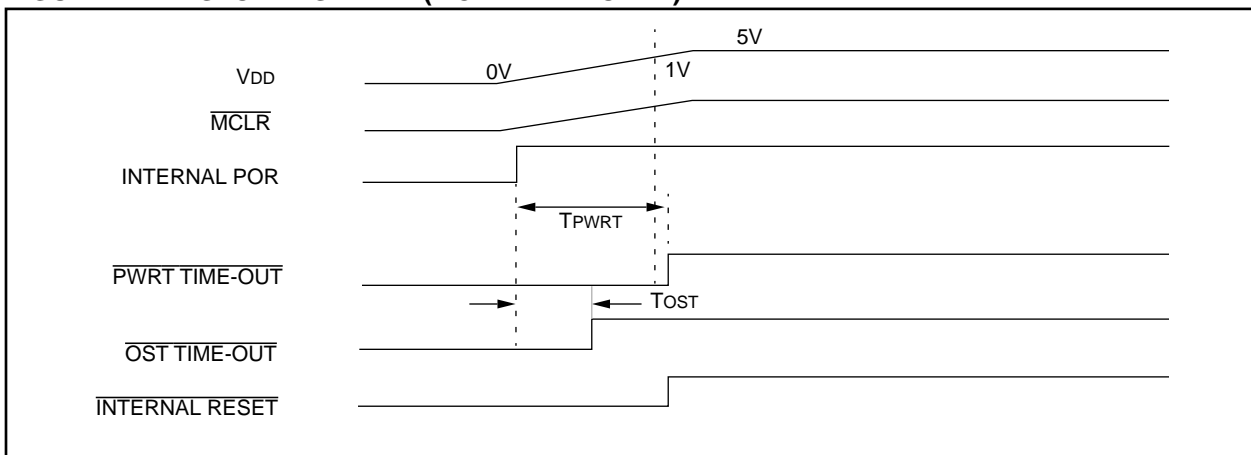 5V
0V
1V
VDD
MCLR
INTERNAL POR
TPWRT
PWRT TIME-OUT
TOST
OST TIME-OUT
INTERNAL RESET